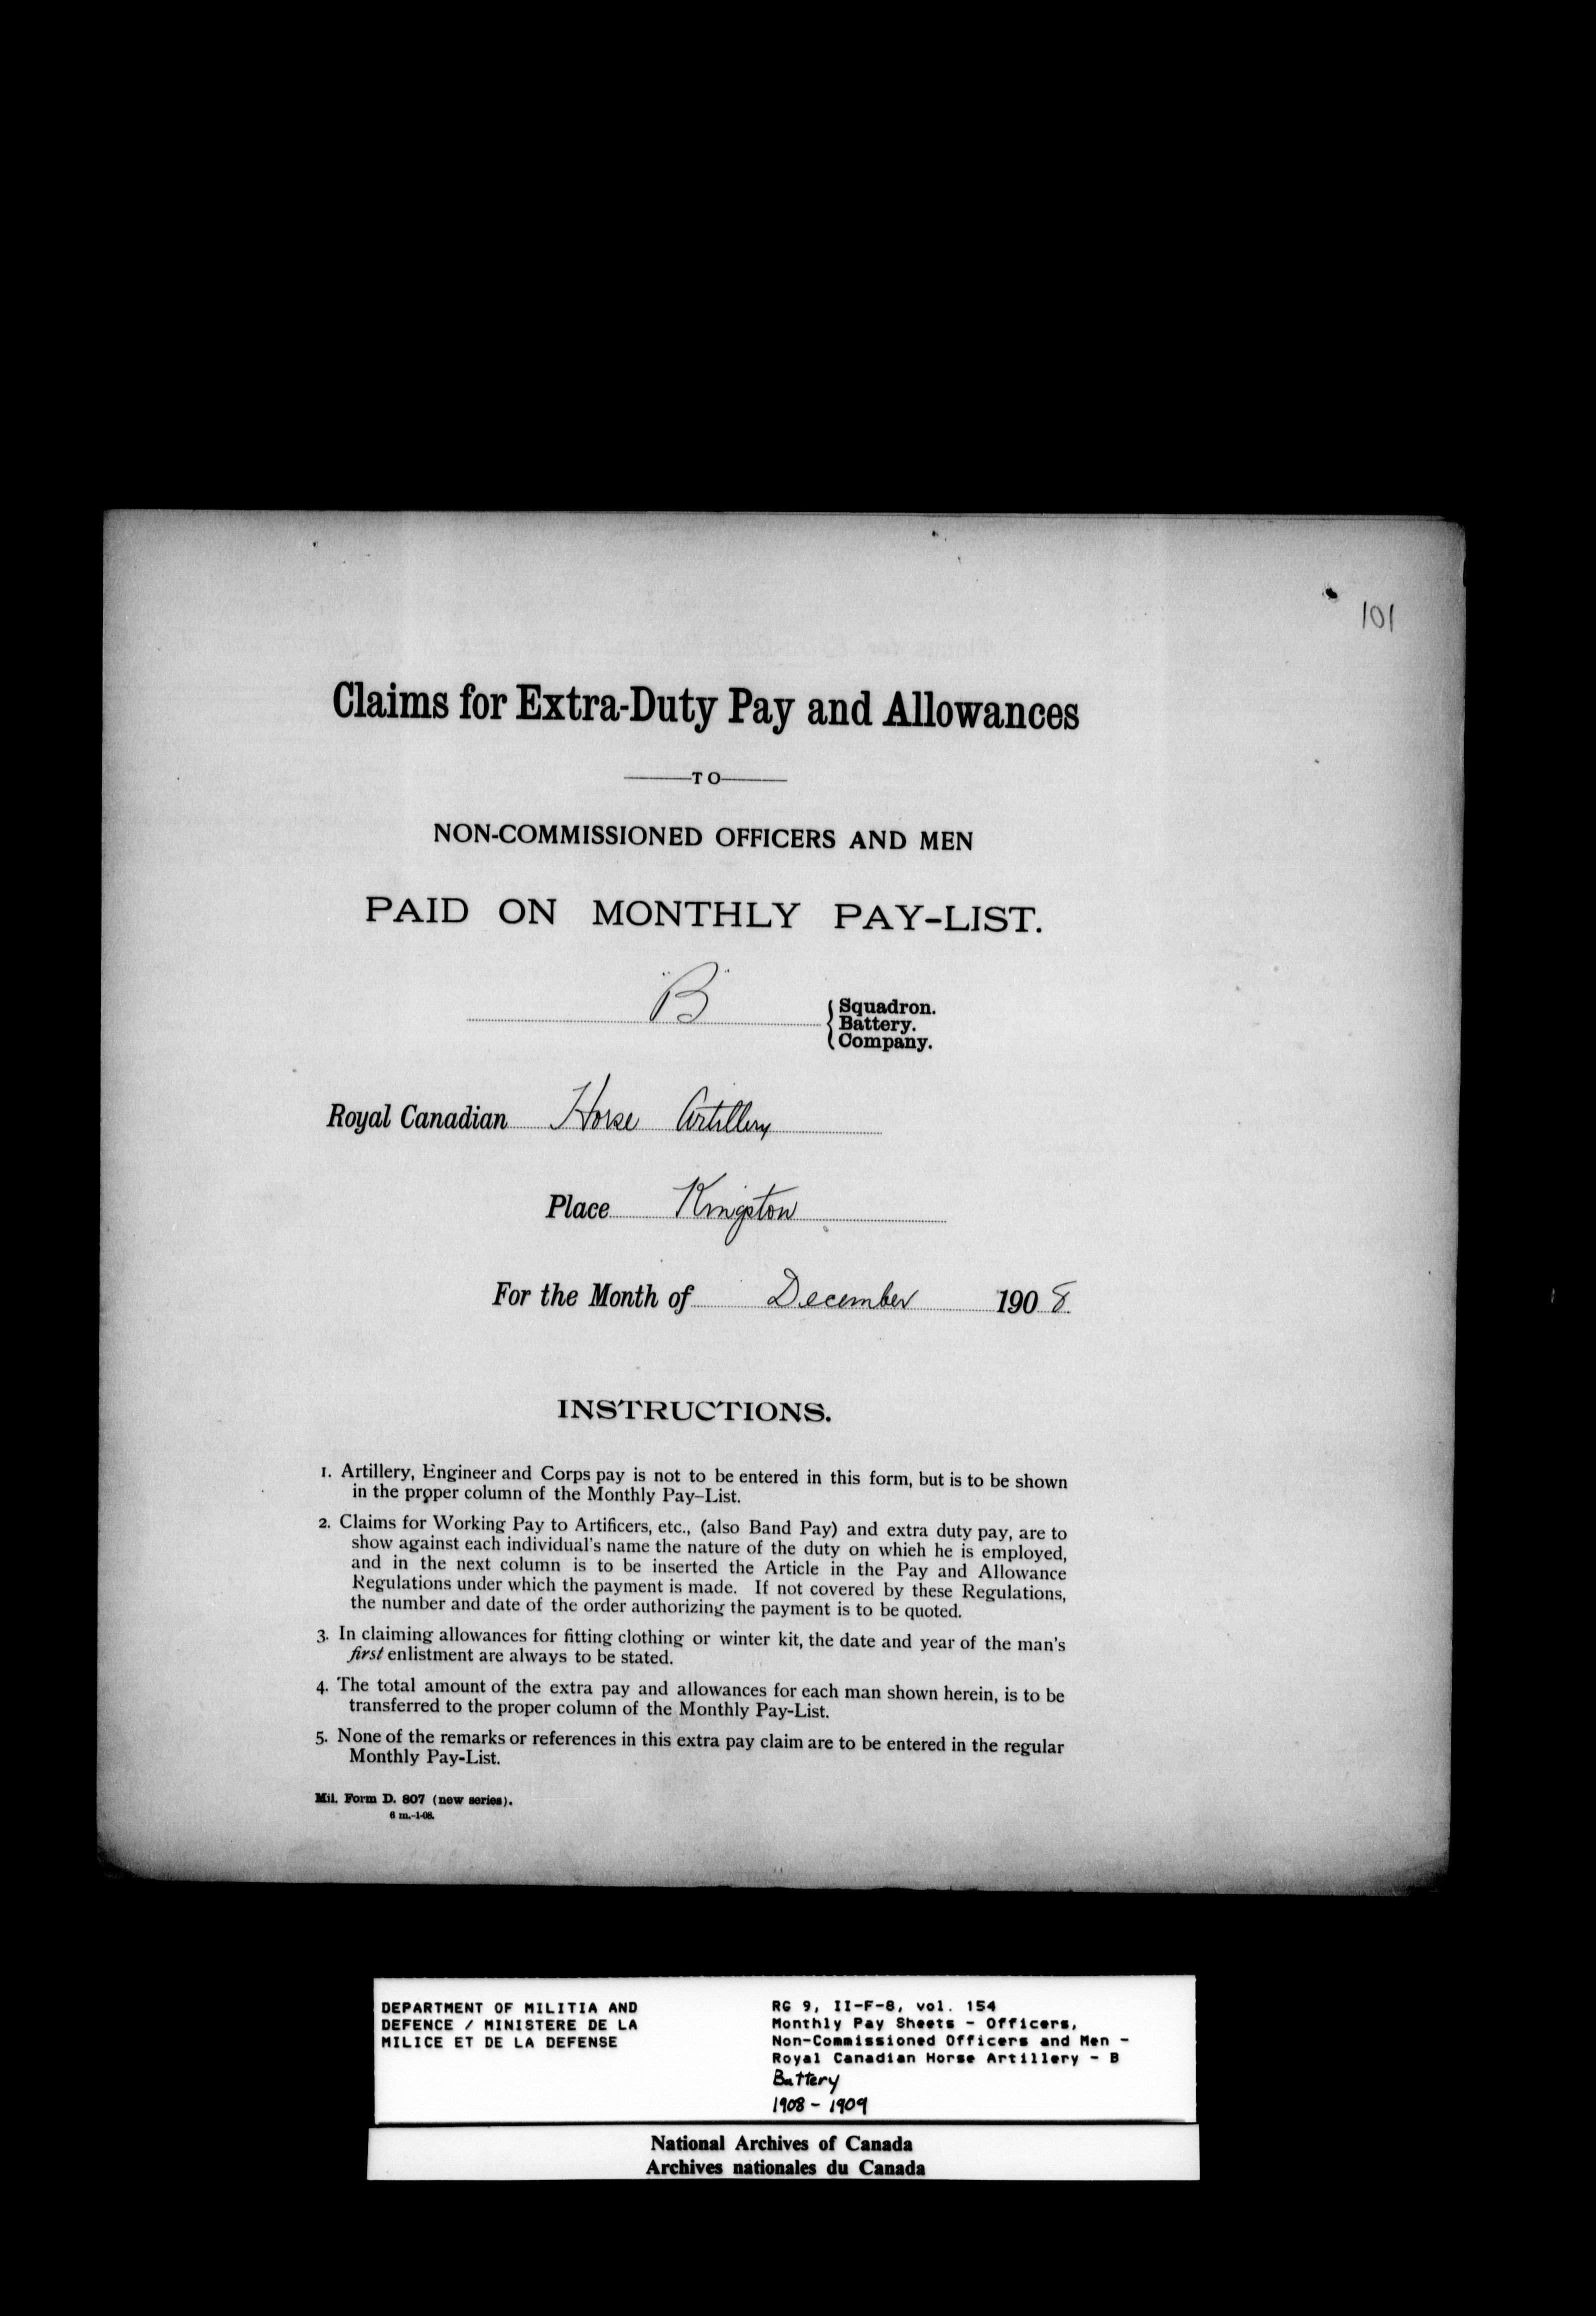 101
Claims for Extra-Duty Pay and Allowances
TO
NON-COMMISSIONED OFFICERS AND MEN
PAID ON MONTHLY PAY-LIST.
"B" { Squadron.
Battery.
Company.
Royal Canadian Horse Artillery
Place Kingston
For the Month of December 1908
INSTRUCTIONS.
1. Artillery, Engineer and Corps pay is not to be entered in this form, but is to be shown
in the proper column of the Monthly Pay-List.
2. Claims for Working Pay to Artificers, etc., (also Band Pay) and extra duty pay, are to
show against each individual's name the nature of the duty on which he is employed,
and in the next column is to be inserted the Article in the Pay and Allowance
Regulations under which the payment is made. If not covered by these Regulations,
the number and date of the order authorizing the payment is to be quoted.
3. In claiming allowances for fitting clothing or winter kit, the date and year of the man's
first enlistment are always to be stated.
4. The total amount of the extra pay and allowances for each man shown herein, is to be
transferred to the proper column of the Monthly Pay-List.
5. None of the remarks or references in this extra pay claim are to be entered in the regular
Monthly Pay-List.
Mil. Form D. 807 (new series).
6 m.-1-08.
DEPARTMENT OF MILITIA AND
DEFENCE / MINISTERE DE LA
MILICE ET DE LA DEFENSE
RG 9, II-F-8, vol. 154
Monthly Pay Sheets - Officers,
Non-Commissioned Officers and Men -
Royal Canadian Horse Artillery - B
Battery
1908 - 1909
National Archives of Canada
Archives nationales du Canada